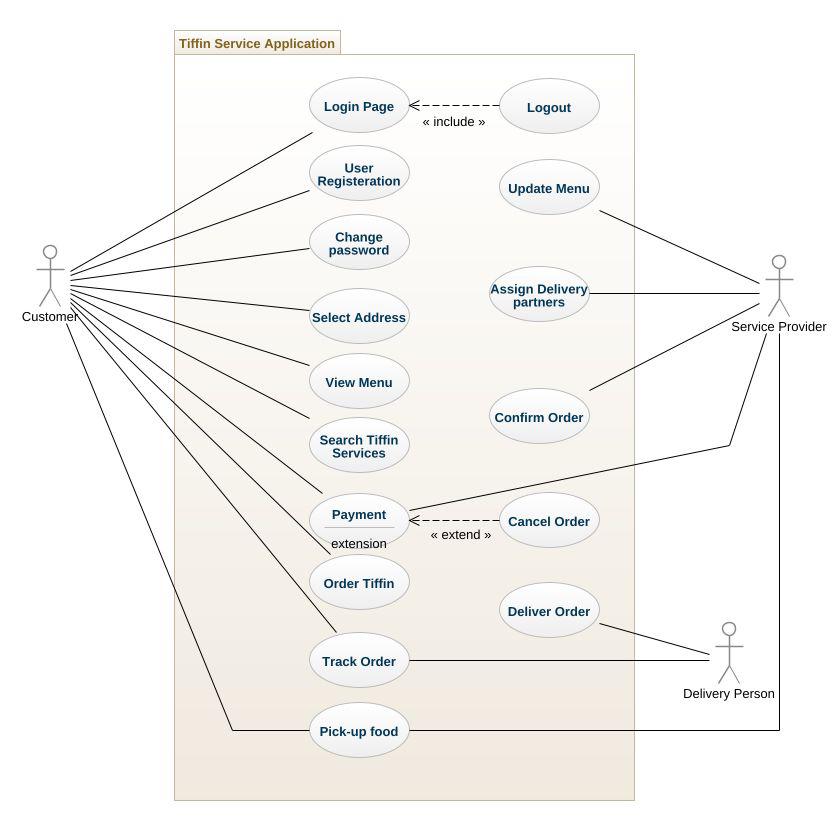 Tiffin Service Application
Login Page
Logout
« include »
User
Registeration
Update Menu
Change
password
Customer
Assign Delivery
partners
Select Address
Service Provider
View Menu
Confirm Order
Search Tiffin
Services
Payment
extension
Cancel Order
« extend »
Order Tiffin
Deliver Order
Track Order
Delivery Person
Pick-up food